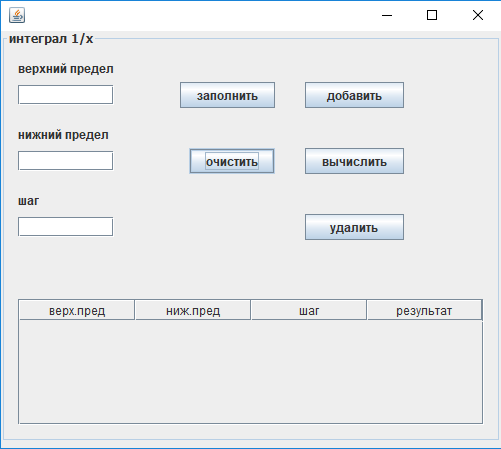 интеграл 1/x
верхний предел
заполнить добавить
нижний предел
очистить вычислить
шаг
удалить
верх.пред ниж.пред шаг результат